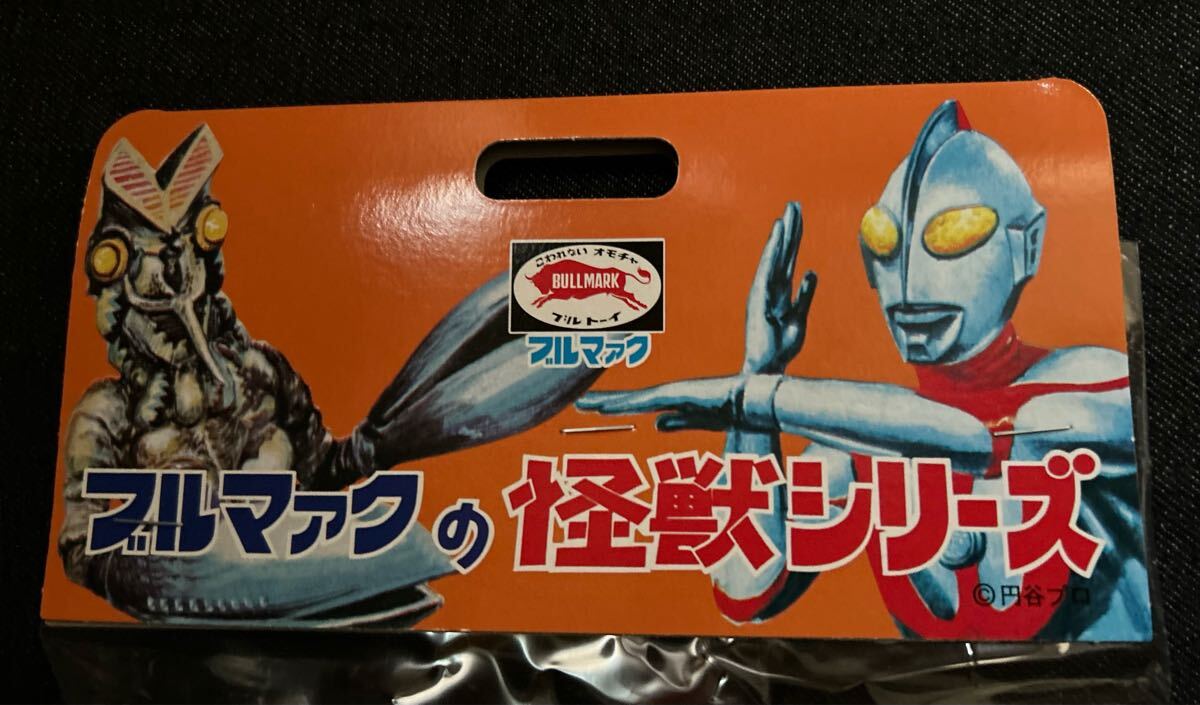 こわれない オモチャ
BULLMARK
ブルトーイ
ブルマァク
ブルマァクの怪獣シリーズ
©円谷プロ